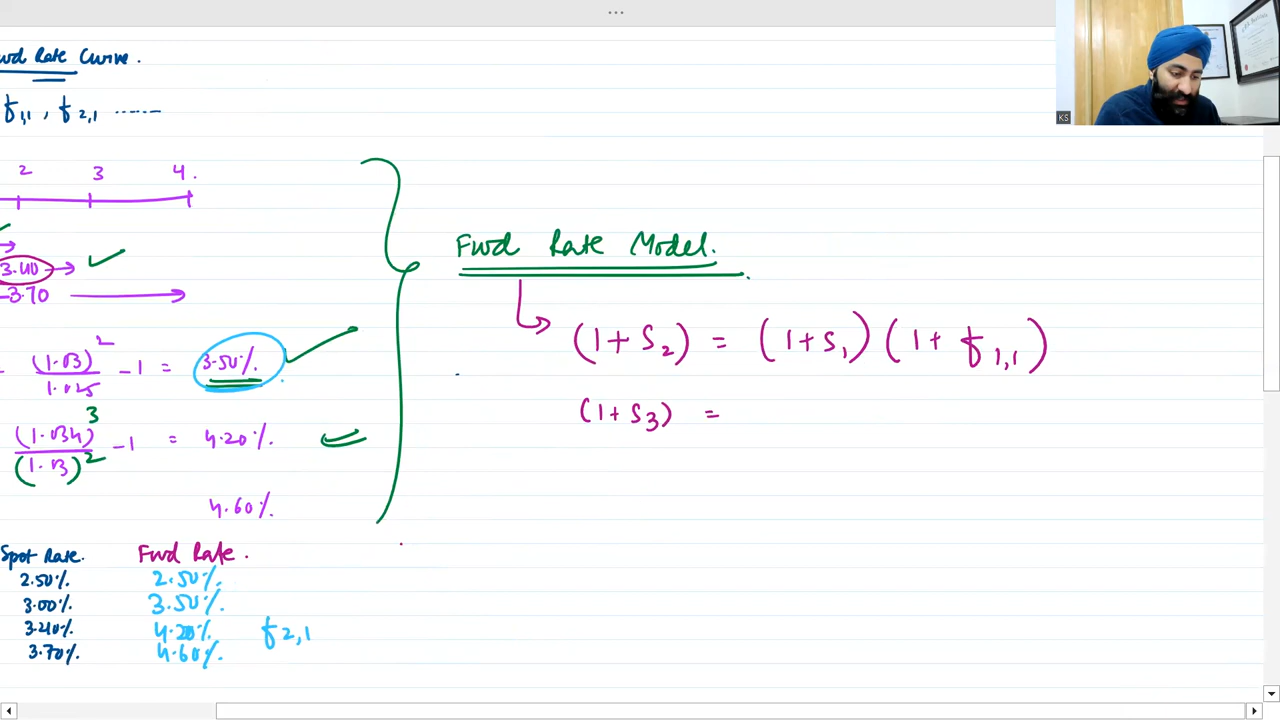 wd Rate Curve.
f1,1 , f2,1 ......
2 3 4.
3.40
3.70
(1.03)^2 / 1.025 - 1 = 3.50%.
(1.034)^3 / (1.03)^2 - 1 = 4.20%.
4.60%.
Spot Rate. Fwd Rate.
2.50%. 2.50%.
3.00%. 3.50%.
3.40%. 4.20%. f2,1
3.70%. 4.60%.
Fwd Rate Model.
(1+S2) = (1+S1)(1+f1,1)
(1+S3) =
KS